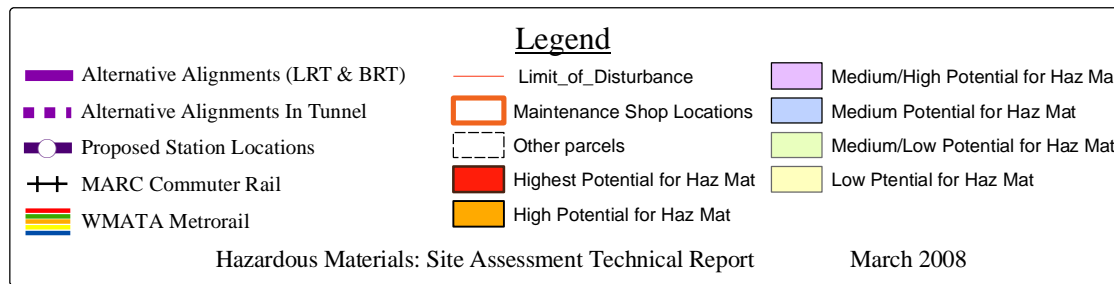 Legend
Alternative Alignments (LRT & BRT)
Alternative Alignments In Tunnel
Proposed Station Locations
MARC Commuter Rail
WMATA Metrorail
Limit_of_Disturbance
Maintenance Shop Locations
Other parcels
Highest Potential for Haz Mat
High Potential for Haz Mat
Medium/High Potential for Haz Mat
Medium Potential for Haz Mat
Medium/Low Potential for Haz Mat
Low Ptential for Haz Mat
Hazardous Materials: Site Assessment Technical Report March 2008